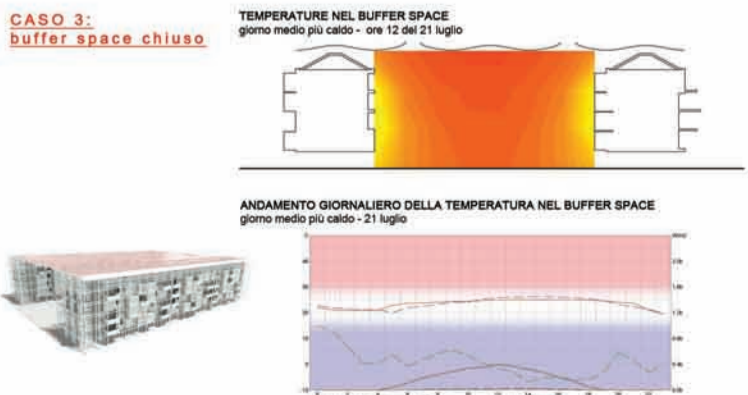 CASO 3:
buffer space chiuso
TEMPERATURE NEL BUFFER SPACE
giorno medio più caldo - ore 12 del 21 luglio
ANDAMENTO GIORNALIERO DELLA TEMPERATURA NEL BUFFER SPACE
giorno medio più caldo - 21 luglio